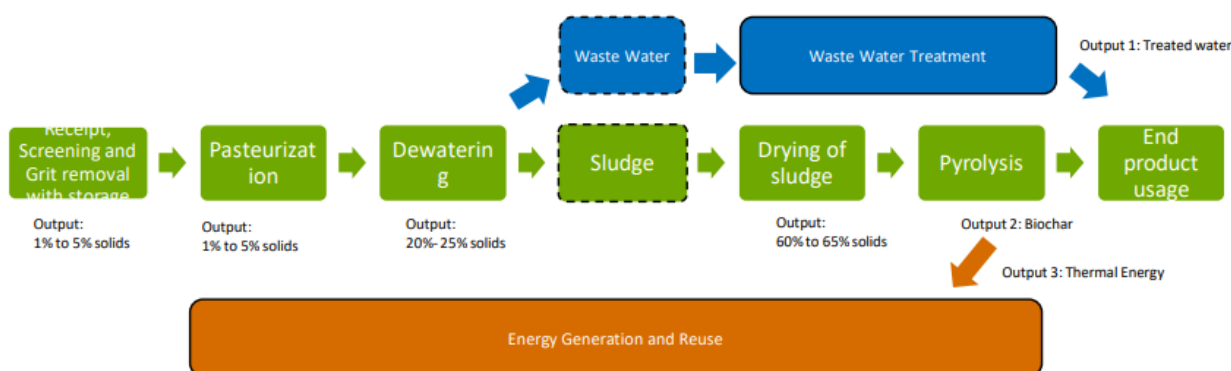 Waste Water
Waste Water Treatment
Output 1: Treated water
Receipt,
Screening and
Grit removal
with storage
Pasteurizat
ion
Dewaterin
g
Sludge
Drying of
sludge
Pyrolysis
End
product
usage
Output:
1% to 5% solids
Output:
1% to 5% solids
Output:
20%- 25% solids
Output:
60% to 65% solids
Output 2: Biochar
Output 3: Thermal Energy
Energy Generation and Reuse